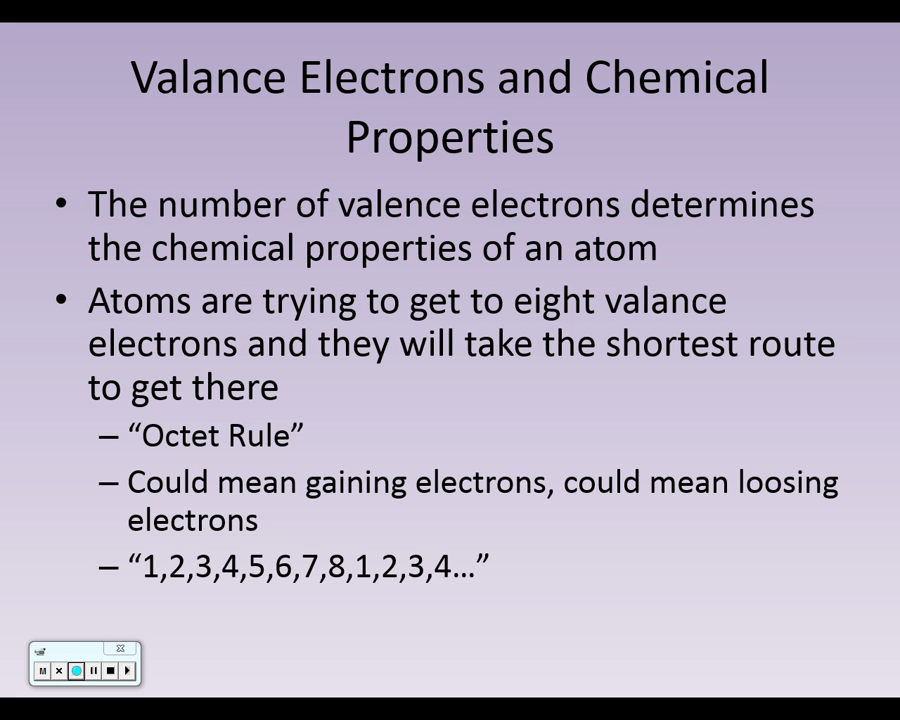 Valance Electrons and Chemical
Properties
• The number of valence electrons determines
the chemical properties of an atom
• Atoms are trying to get to eight valance
electrons and they will take the shortest route
to get there
– “Octet Rule”
– Could mean gaining electrons, could mean loosing
electrons
– “1,2,3,4,5,6,7,8,1,2,3,4…”
M